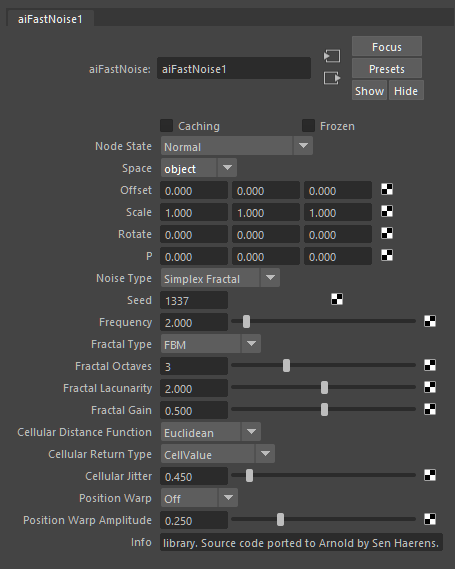 aiFastNoise1
Focus
aiFastNoise: aiFastNoise1
Presets
Show Hide
Caching Frozen
Node State Normal
Space object
Offset 0.000 0.000 0.000
Scale 1.000 1.000 1.000
Rotate 0.000 0.000 0.000
P 0.000 0.000 0.000
Noise Type Simplex Fractal
Seed 1337
Frequency 2.000
Fractal Type FBM
Fractal Octaves 3
Fractal Lacunarity 2.000
Fractal Gain 0.500
Cellular Distance Function Euclidean
Cellular Return Type CellValue
Cellular Jitter 0.450
Position Warp Off
Position Warp Amplitude 0.250
Info library. Source code ported to Arnold by Sen Haerens.